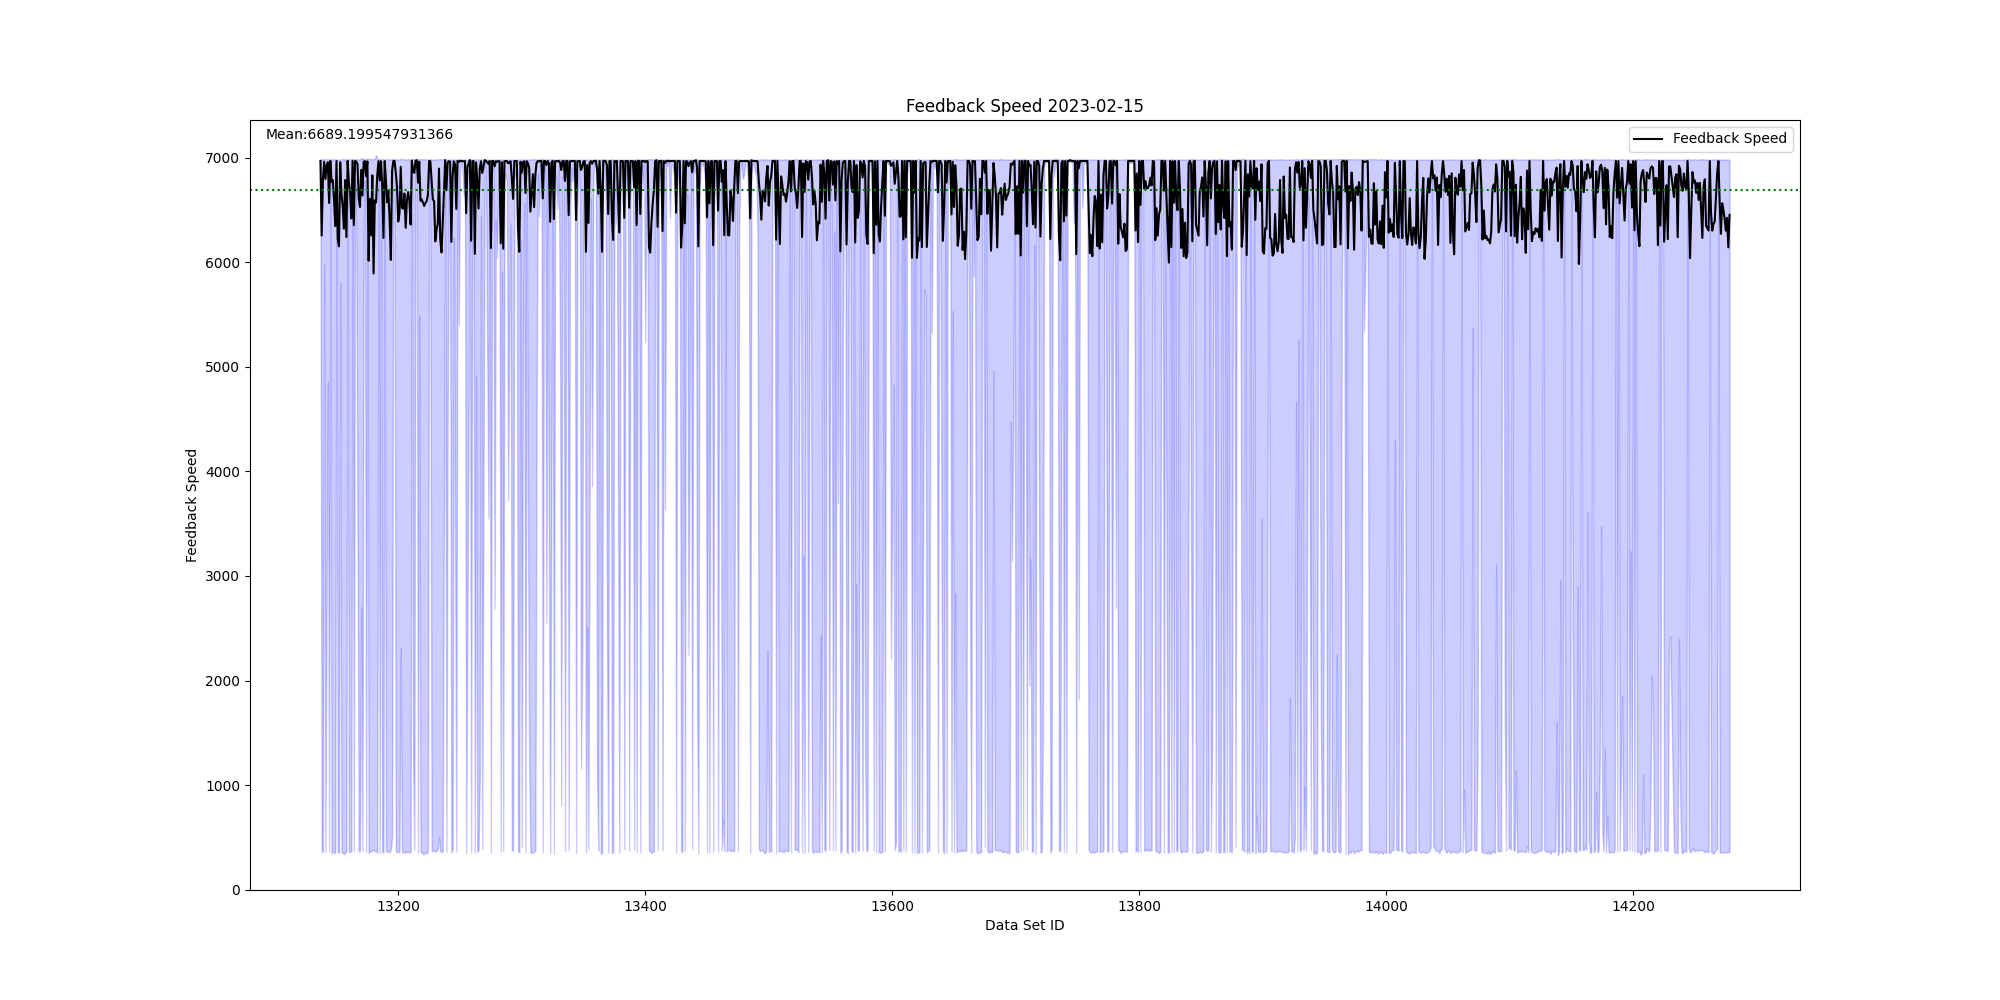 Feedback Speed 2023-02-15
Mean:6689.199547931366
Feedback Speed
7000
6000
5000
4000
3000
2000
1000
0
Feedback Speed
13200 13400 13600 13800 14000 14200
Data Set ID